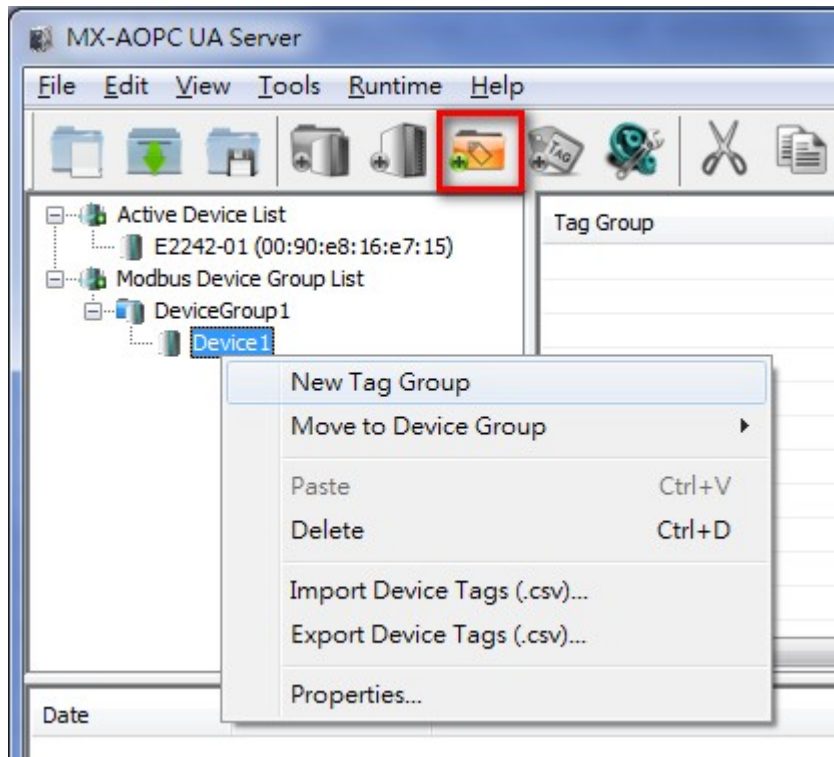 MX-AOPC UA Server
File Edit View Tools Runtime Help
TAG
Active Device List
E2242-01 (00:90:e8:16:e7:15)
Modbus Device Group List
DeviceGroup1
Device1
Tag Group
New Tag Group
Move to Device Group
Paste Ctrl+V
Delete Ctrl+D
Import Device Tags (.csv)...
Export Device Tags (.csv)...
Properties...
Date